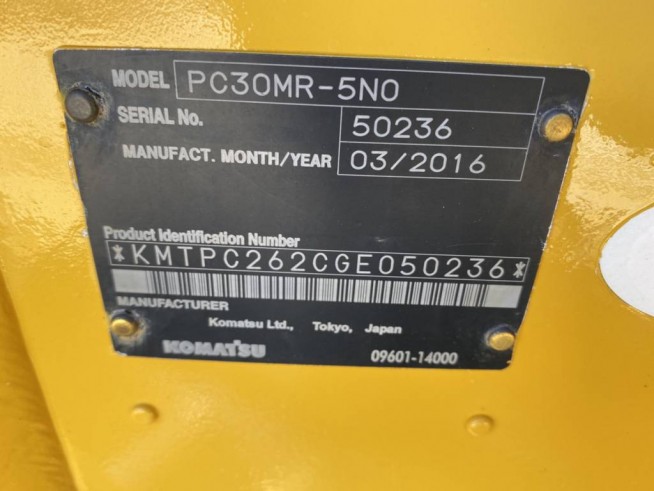 MODEL PC30MR-5N0
SERIAL No. 50236
MANUFACT. MONTH/YEAR 03/2016
Product Identification Number
*KMTPC262CGE050236*
MANUFACTURER
Komatsu Ltd., Tokyo, Japan
KOMATSU 09601-14000